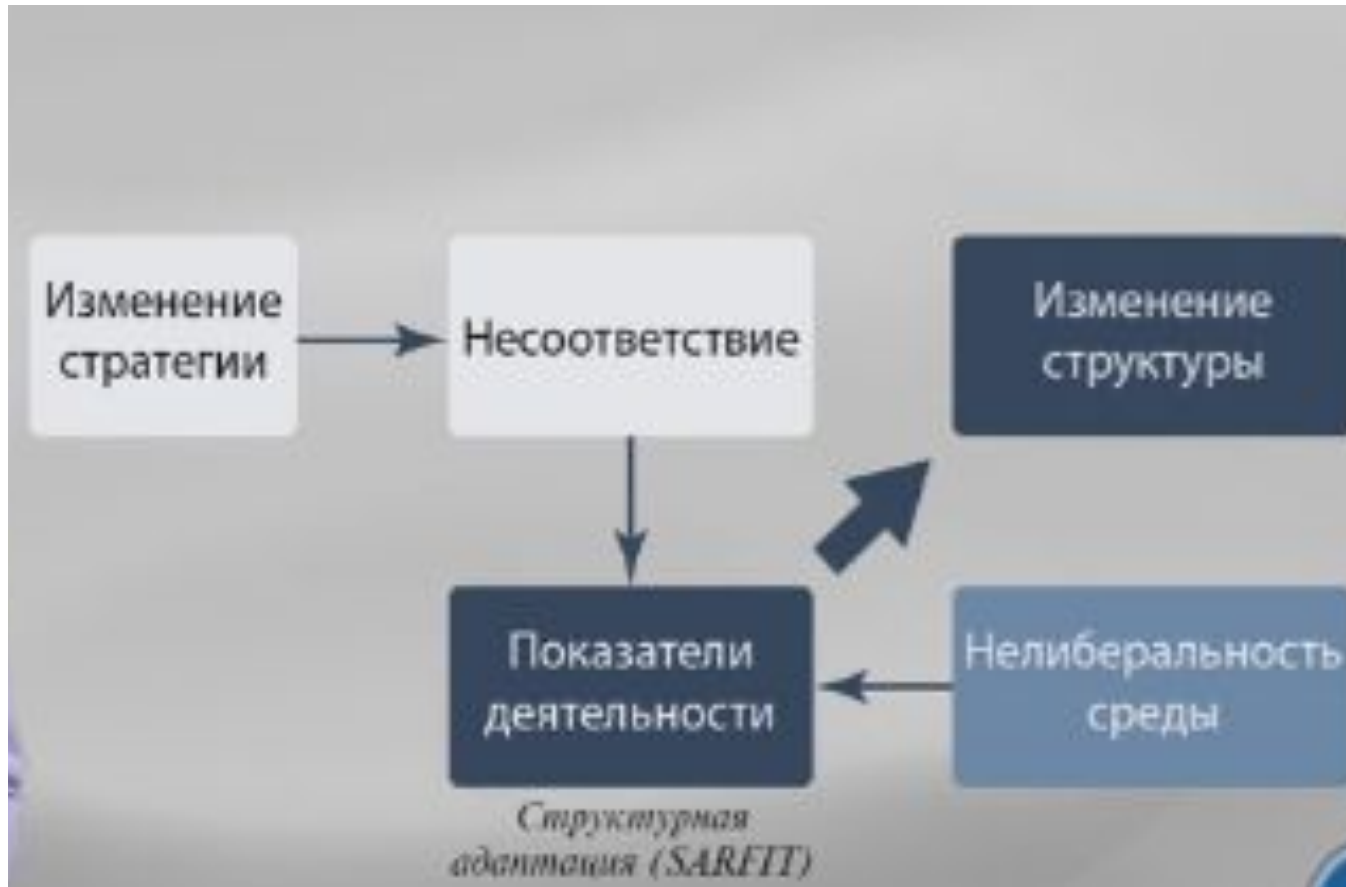 Изменение
стратегии
Несоответствие
Изменение
структуры
Показатели
деятельности
Нелиберальность
среды
Структурная
адаптация (SARFIT)